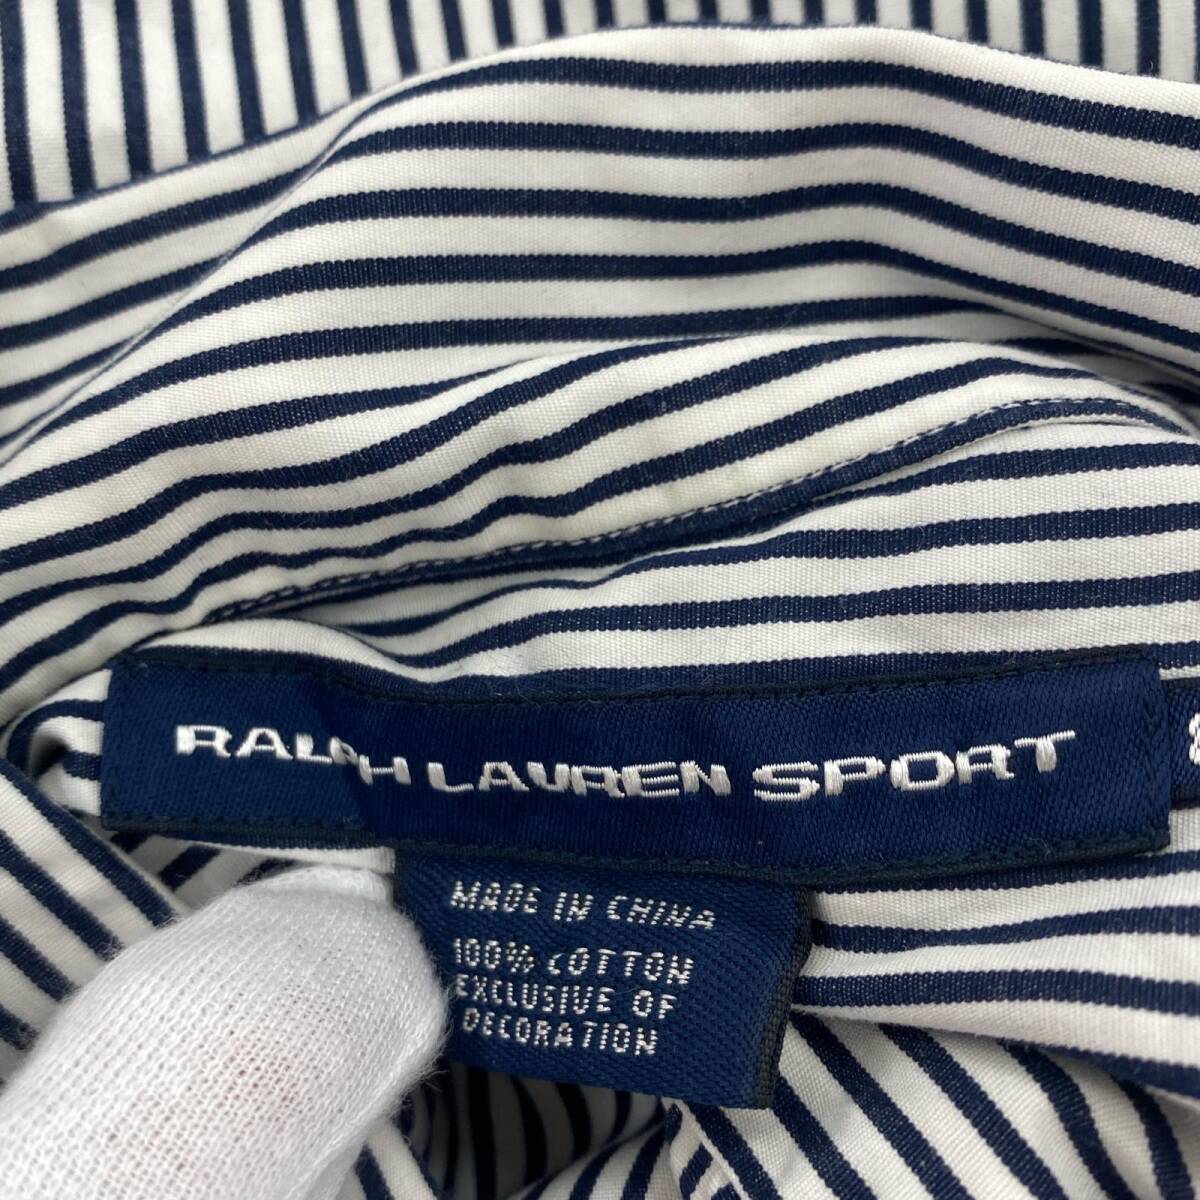 RALPH LAUREN SPORT
MADE IN CHINA
100% COTTON
EXCLUSIVE OF
DECORATION